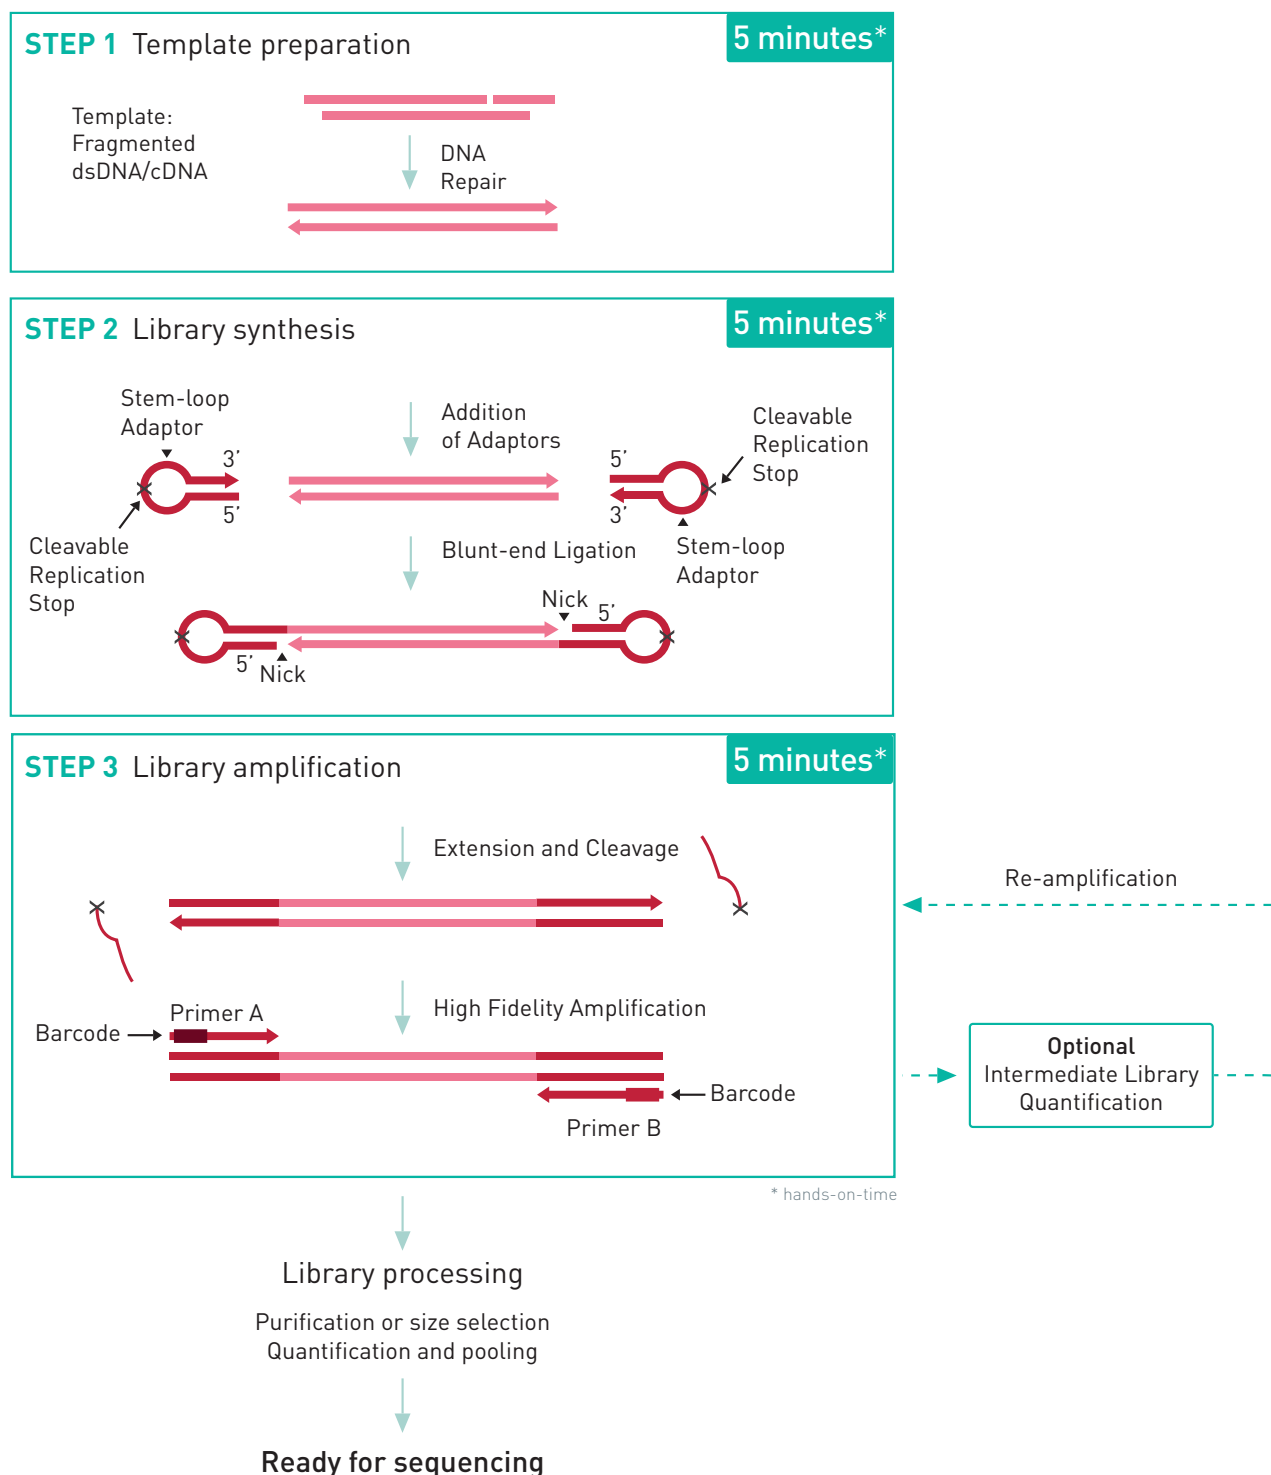 STEP 1 Template preparation
5 minutes*
Template:
Fragmented
dsDNA/cDNA
DNA
Repair
STEP 2 Library synthesis
5 minutes*
Stem-loop
Adaptor
3’
5’
Cleavable
Replication
Stop
Addition
of Adaptors
5’
3’
Cleavable
Replication
Stop
Stem-loop
Adaptor
Blunt-end Ligation
Nick
5’
5’
Nick
STEP 3 Library amplification
5 minutes*
Extension and Cleavage
Re-amplification
High Fidelity Amplification
Primer A
Barcode
Barcode
Primer B
Optional
Intermediate Library
Quantification
* hands-on-time
Library processing
Purification or size selection
Quantification and pooling
Ready for sequencing